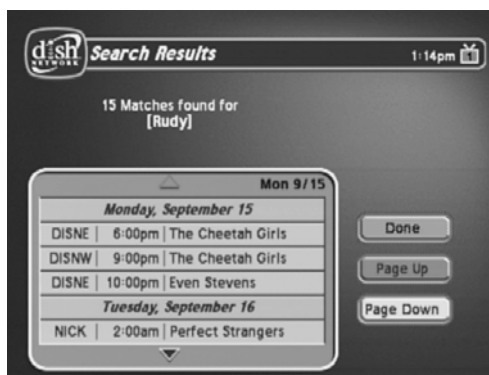 dish
NETWORK
Search Results
1:14pm
1
15 Matches found for
[Rudy]
Mon 9/15
Monday, September 15
DISNE | 6:00pm | The Cheetah Girls
DISNW | 9:00pm | The Cheetah Girls
DISNE | 10:00pm | Even Stevens
Tuesday, September 16
NICK | 2:00am | Perfect Strangers
Done
Page Up
Page Down